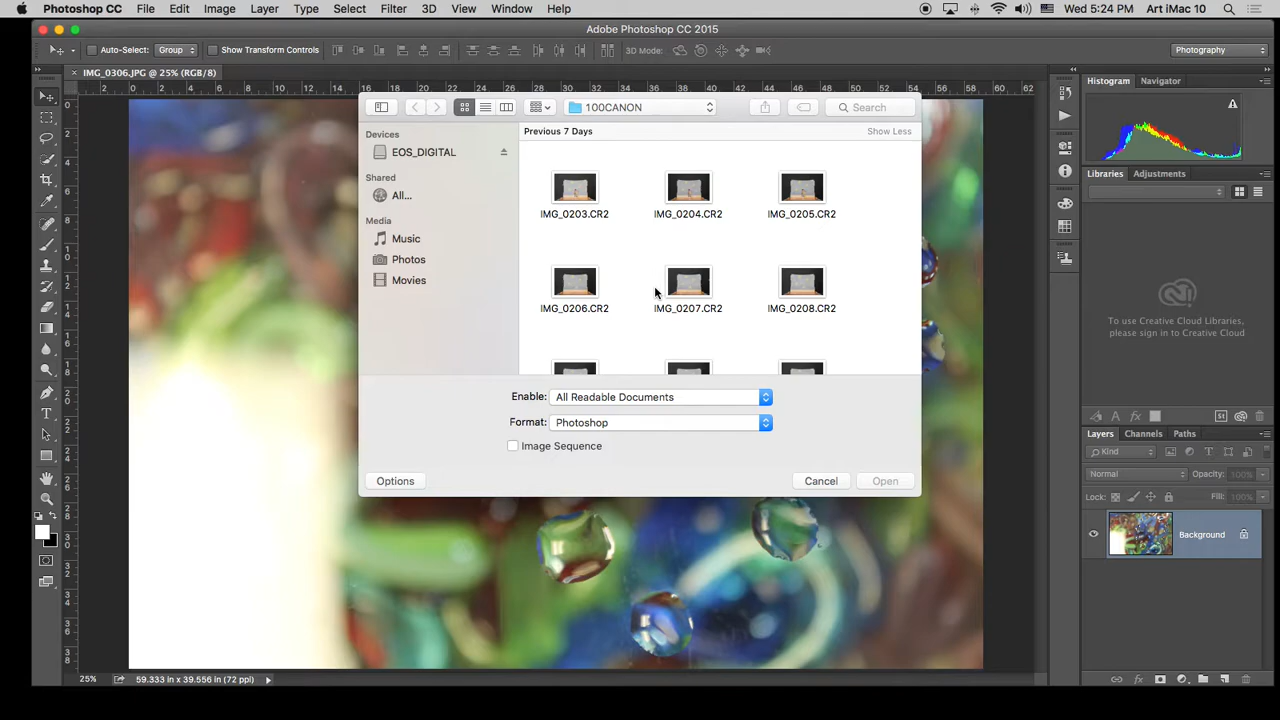 Photoshop CC File Edit Image Layer Type Select Filter 3D View Window Help Wed 5:24 PM Art iMac 10
Adobe Photoshop CC 2015
Auto-Select: Group Show Transform Controls 3D Mode: Photography
IMG_0306.JPG @ 25% (RGB/8)
Histogram Navigator
100CANON Search
Devices
EOS_DIGITAL
Shared
All...
Media
Music
Photos
Movies
Previous 7 Days Show Less
IMG_0203.CR2 IMG_0204.CR2 IMG_0205.CR2
IMG_0206.CR2 IMG_0207.CR2 IMG_0208.CR2
Enable: All Readable Documents
Format: Photoshop
Image Sequence
Options Cancel Open
Libraries Adjustments
To use Creative Cloud Libraries,
please sign in to Creative Cloud
St
Layers Channels Paths
Kind
Normal Opacity: 100%
Lock: Fill: 100%
Background
25% 59.333 in x 39.556 in (72 ppi)